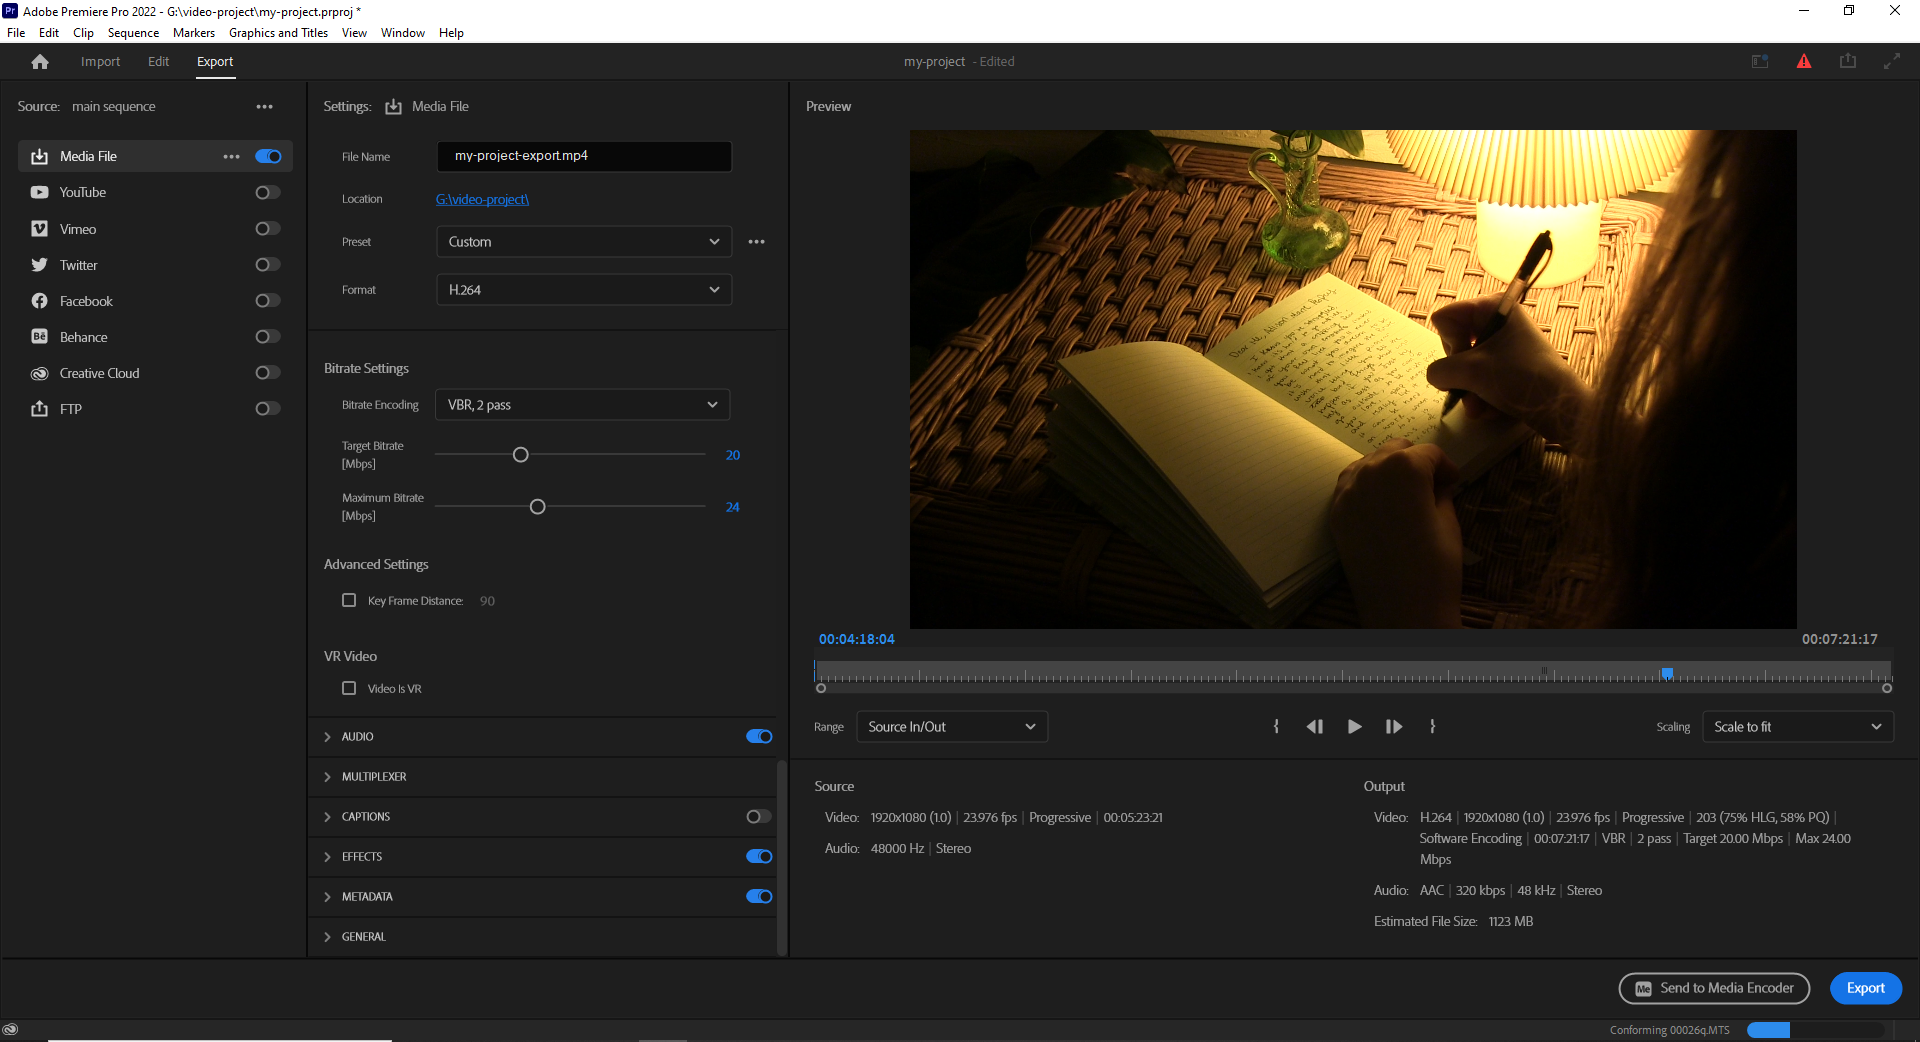 Pr Adobe Premiere Pro 2022 - G:\video-project\my-project.prproj *
File Edit Clip Sequence Markers Graphics and Titles View Window Help
Import Edit Export
my-project - Edited
Source: main sequence
Media File
YouTube
Vimeo
Twitter
Facebook
Bē Behance
Creative Cloud
FTP
Settings: Media File
File Name my-project-export.mp4
Location G:\video-project\
Preset Custom
Format H.264
Bitrate Settings
Bitrate Encoding VBR, 2 pass
Target Bitrate
[Mbps] 20
Maximum Bitrate
[Mbps] 24
Advanced Settings
Key Frame Distance: 90
VR Video
Video Is VR
AUDIO
MULTIPLEXER
CAPTIONS
EFFECTS
METADATA
GENERAL
Preview
00:04:18:04 00:07:21:17
Range Source In/Out
Scaling Scale to fit
Source
Video: 1920x1080 (1.0) | 23.976 fps | Progressive | 00:05:23:21
Audio: 48000 Hz | Stereo
Output
Video: H.264 | 1920x1080 (1.0) | 23.976 fps | Progressive | 203 (75% HLG, 58% PQ) |
Software Encoding | 00:07:21:17 | VBR | 2 pass | Target 20.00 Mbps | Max 24.00
Mbps
Audio: AAC | 320 kbps | 48 kHz | Stereo
Estimated File Size: 1123 MB
Me Send to Media Encoder Export
Conforming 00026q.MTS